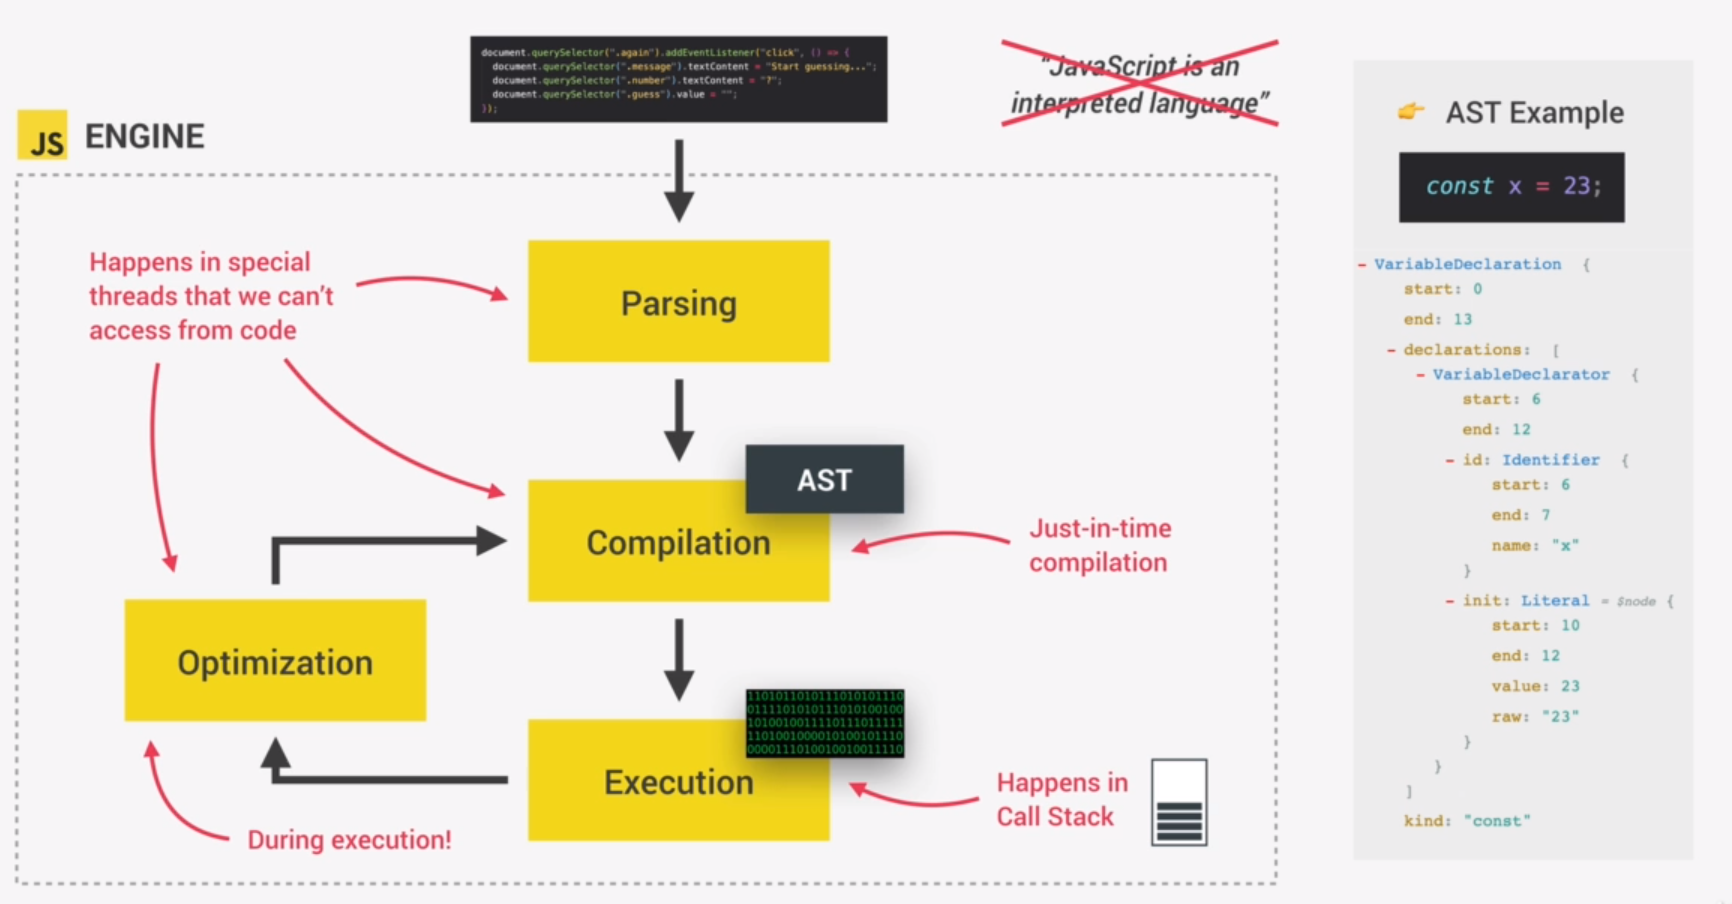 document.querySelector(".again").addEventListener("click", () => {
document.querySelector(".message").textContent = "Start guessing...";
document.querySelector(".number").textContent = "?";
document.querySelector(".guess").value = "";
});
"JavaScript is an
interpreted language"
JS ENGINE
Happens in special
threads that we can't
access from code
Parsing
AST
Compilation
Just-in-time
compilation
Optimization
Execution
Happens in
Call Stack
During execution!
👉 AST Example
const x = 23;
- VariableDeclaration {
start: 0
end: 13
- declarations: [
- VariableDeclarator {
start: 6
end: 12
- id: Identifier {
start: 6
end: 7
name: "x"
}
- init: Literal = $node {
start: 10
end: 12
value: 23
raw: "23"
}
}
]
kind: "const"